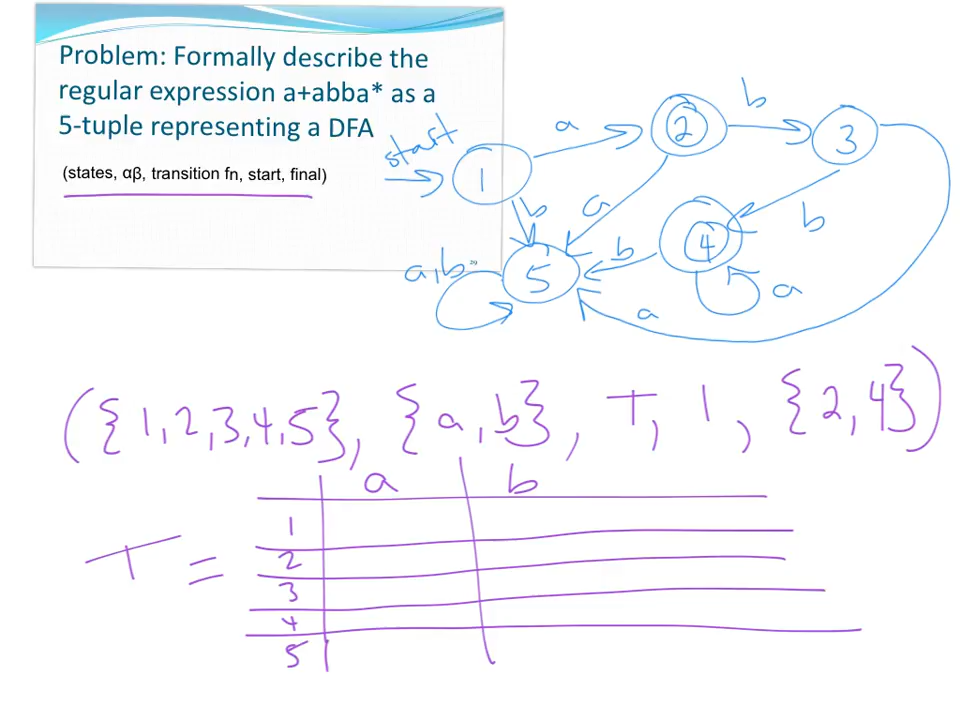 Problem: Formally describe the
regular expression a+abba* as a
5-tuple representing a DFA
(states, αβ, transition fn, start, final)
start
1
a
2
b
3
b
a
b
4
a
b
5
a,b
a
({1,2,3,4,5}, {a,b}, T, 1, {2,4})
T =
a b
1
2
3
4
5